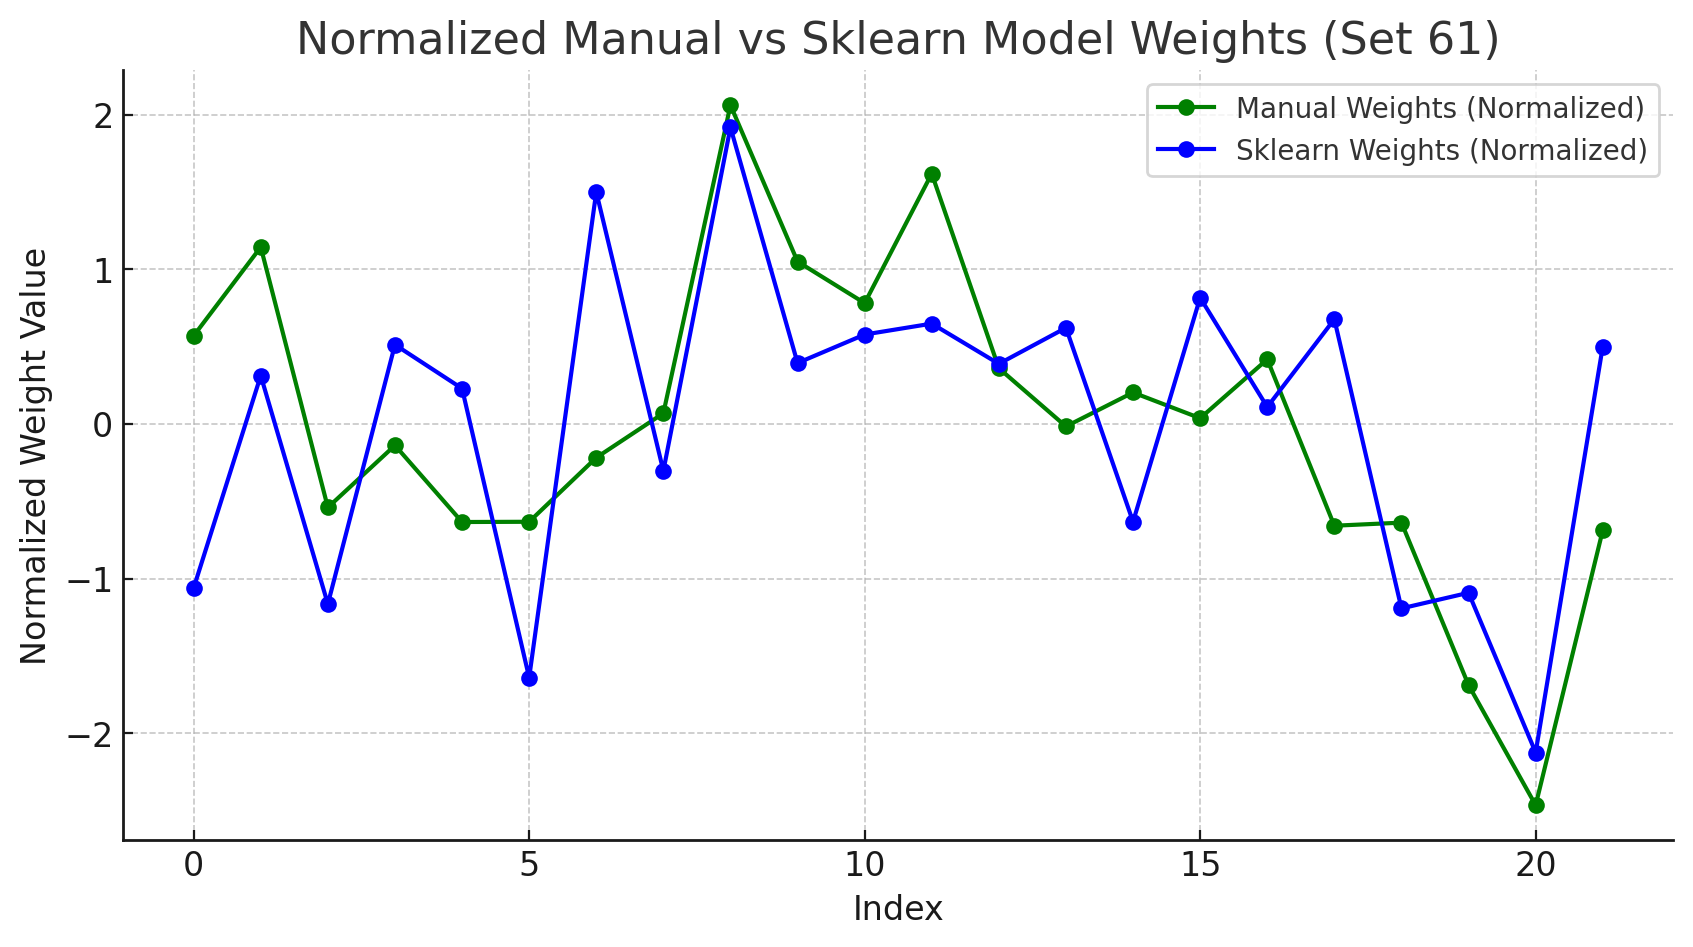 Normalized Manual vs Sklearn Model Weights (Set 61)
Manual Weights (Normalized)
Sklearn Weights (Normalized)
Normalized Weight Value
2
1
0
−1
−2
0 5 10 15 20
Index